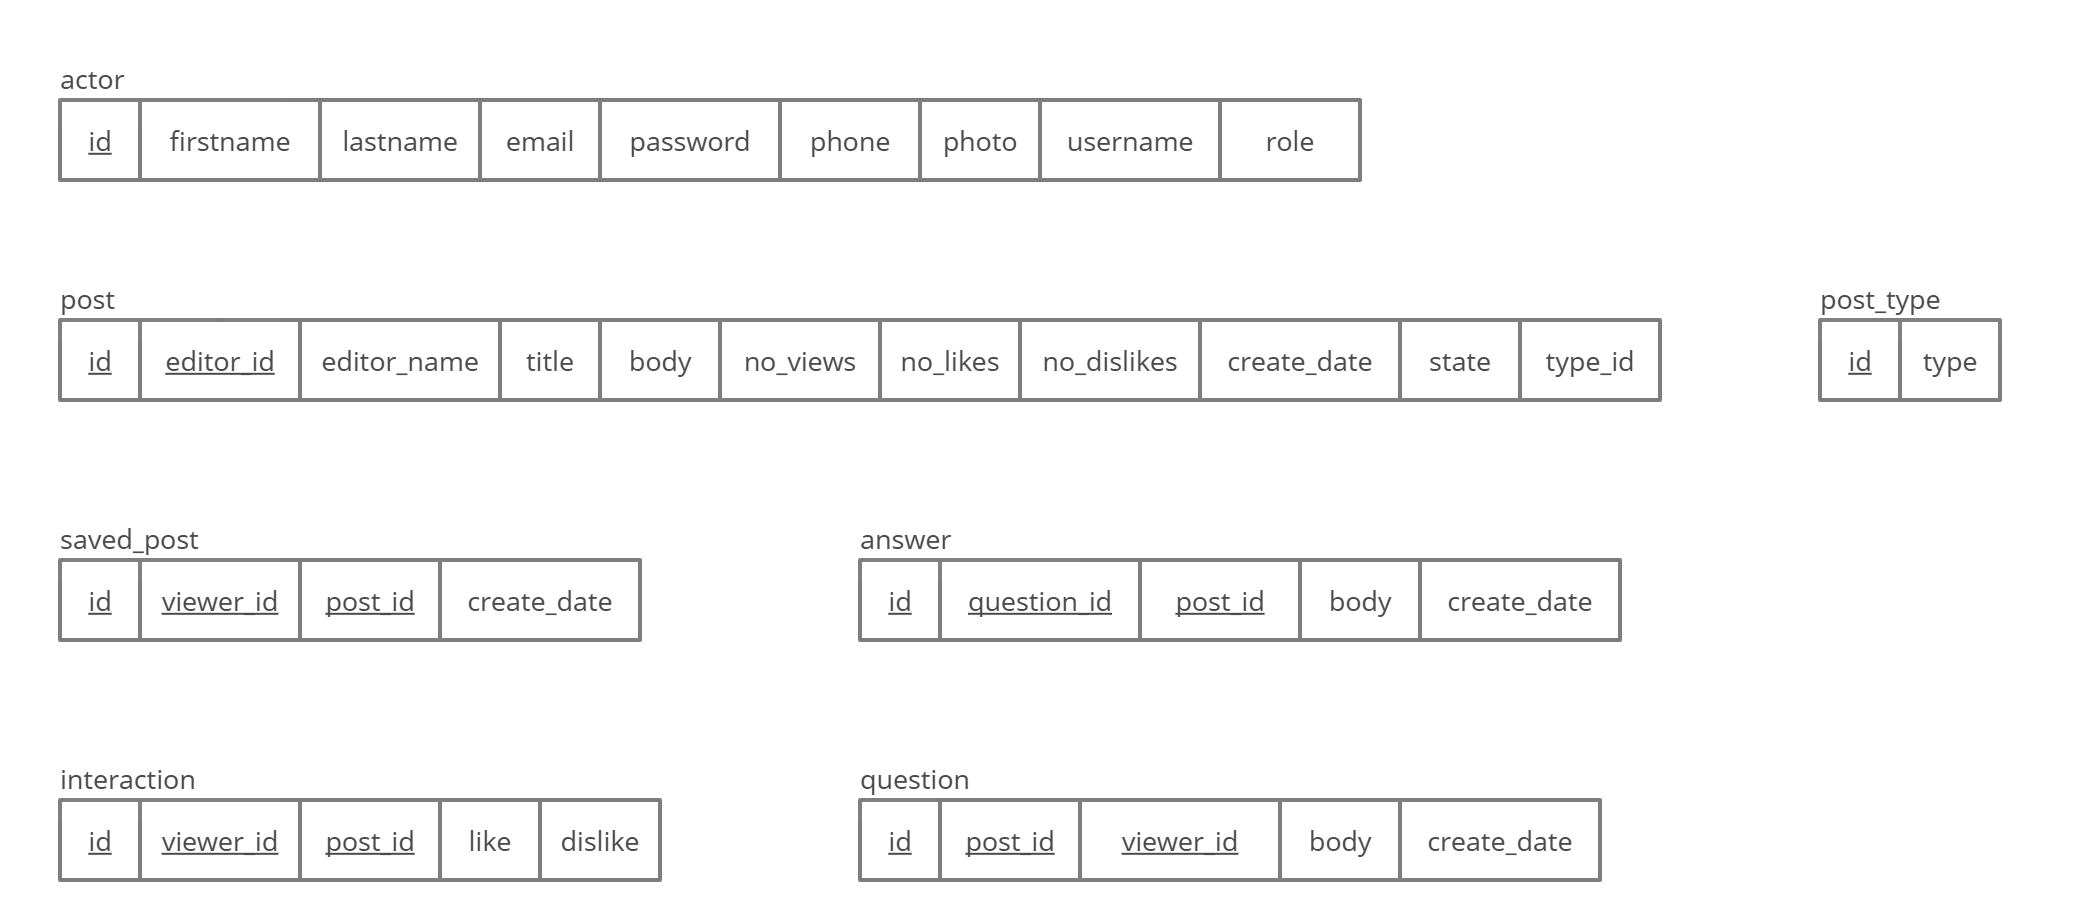 actor
id firstname lastname email password phone photo username role
post
id editor_id editor_name title body no_views no_likes no_dislikes create_date state type_id
post_type
id type
saved_post
id viewer_id post_id create_date
answer
id question_id post_id body create_date
interaction
id viewer_id post_id like dislike
question
id post_id viewer_id body create_date